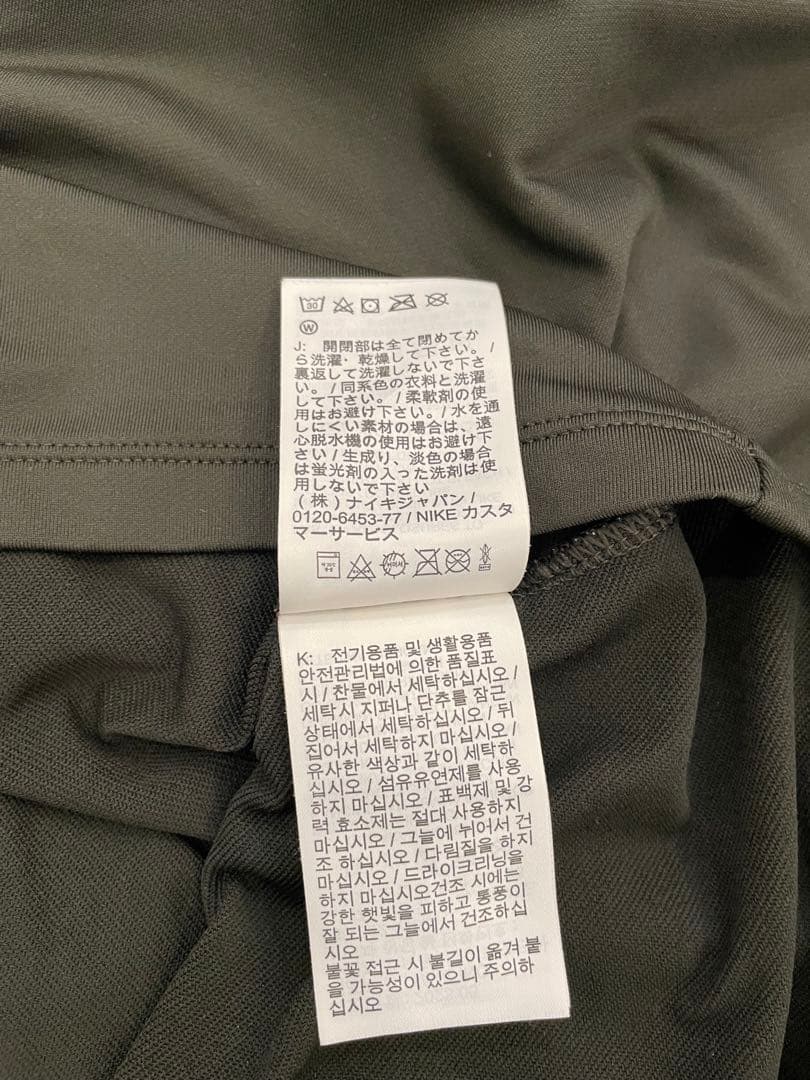 30
W
J: 開閉部は全て閉めてか
ら洗濯・乾燥して下さい。/
裏返して洗濯しないで下さ
い。/同系色の衣料と洗濯
して下さい。/柔軟剤の使
用はお避け下さい。/水を通
しにくい素材の場合は、遠
心脱水機の使用はお避け下
さい/生成り、淡色の場合
は蛍光剤の入った洗剤は使
用しないで下さい
(株)ナイキジャパン/
0120-6453-77/NIKE カスタ
マーサービス
K: 전기용품 및 생활용품
안전관리법에 의한 품질표
시/찬물에서 세탁하십시오/
세탁시 지퍼나 단추를 잠근
상태에서 세탁하십시오/뒤
집어서 세탁하지 마십시오/
유사한 색상과 같이 세탁하
십시오/섬유유연제를 사용
하지 마십시오/표백제 및 강
력 효소제는 절대 사용하지
마십시오/그늘에 뉘어서 건
조 하십시오/다림질을 하지
마십시오/드라이크리닝을
하지 마십시오건조 시에는
강한 햇빛을 피하고 통풍이
잘 되는 그늘에서 건조하십
시오
불꽃 접근 시 불길이 옮겨 붙
을 가능성이 있으니 주의하
십시오